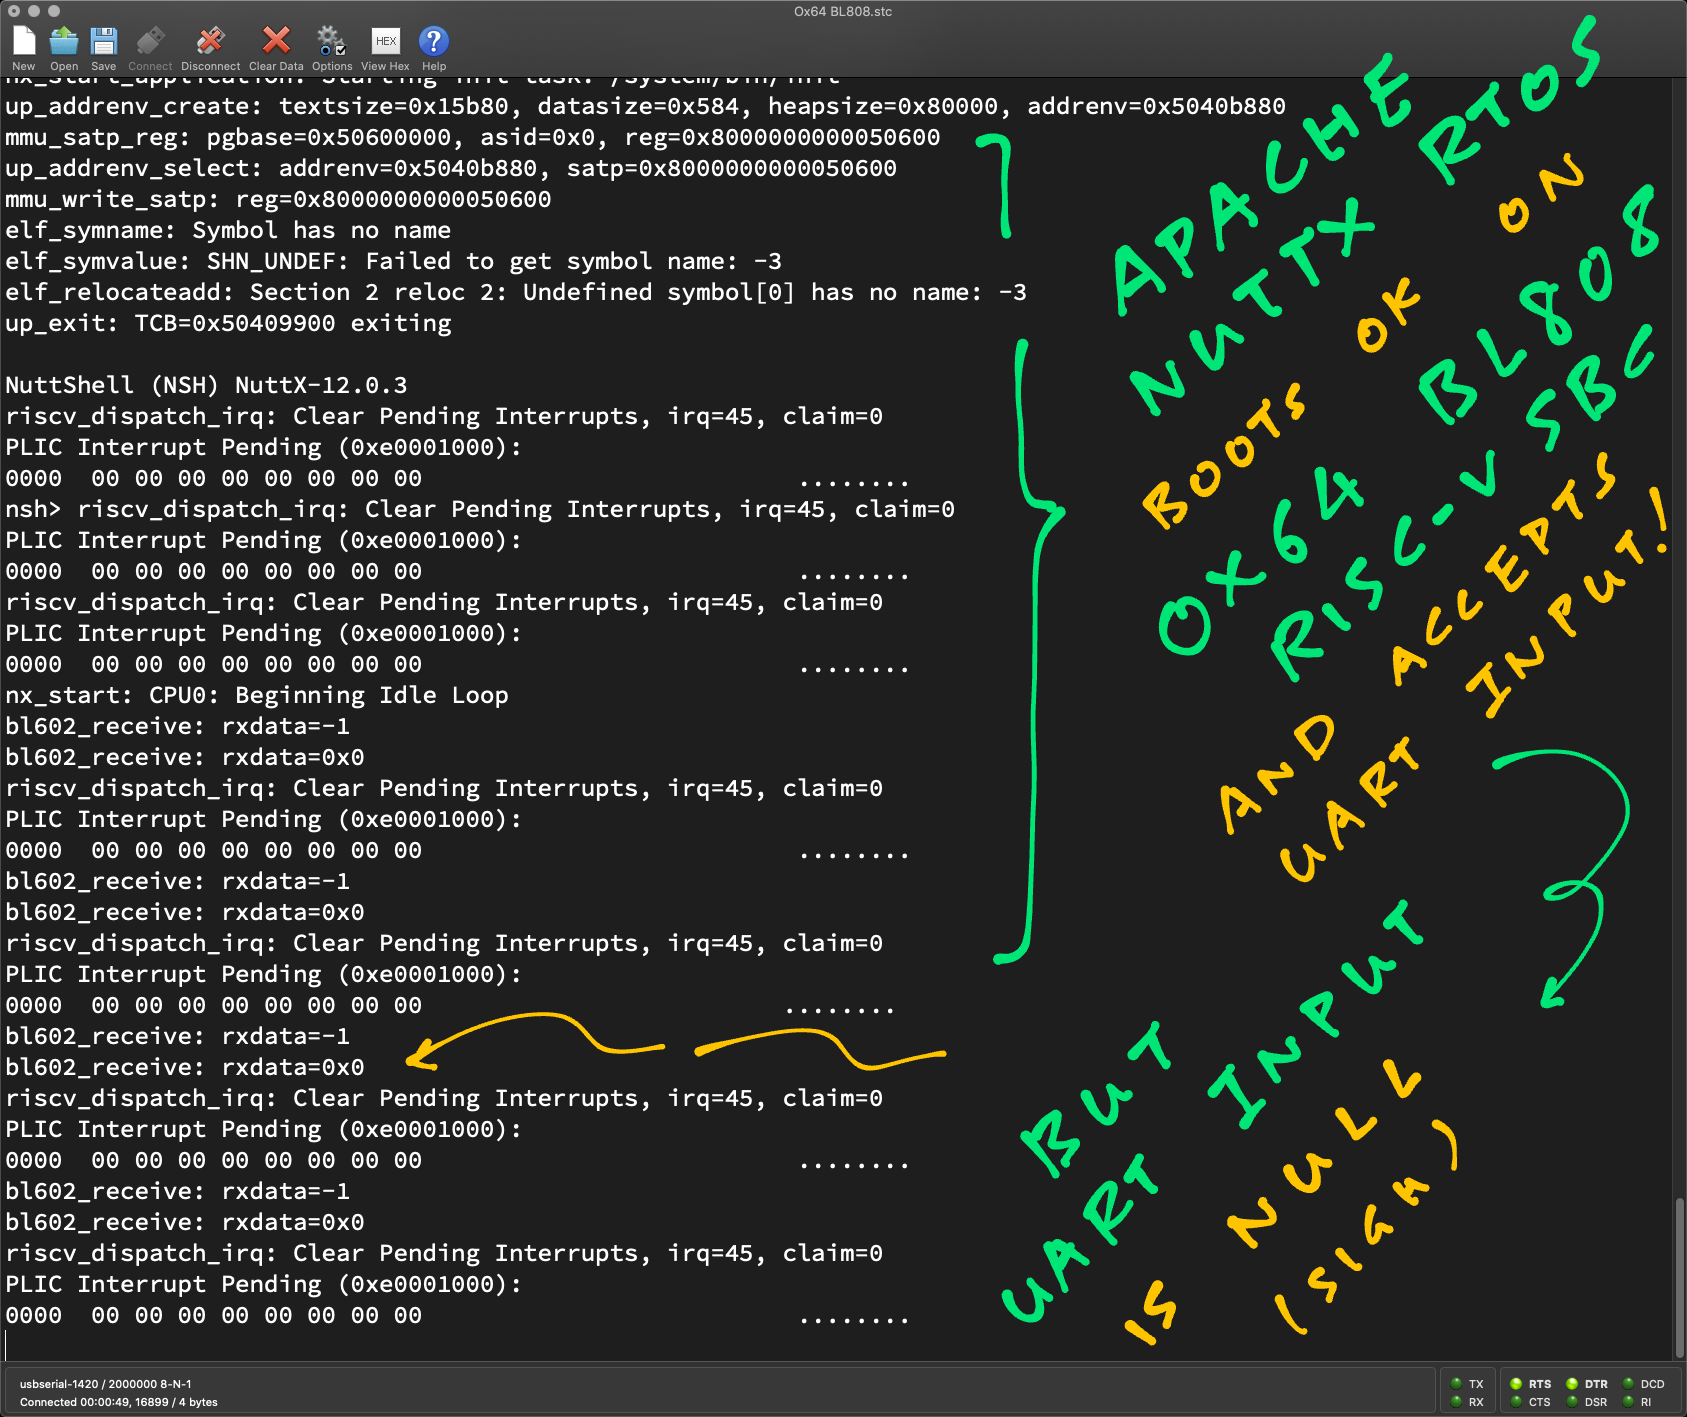 Ox64 BL808.stc
New Open Save Connect Disconnect Clear Data Options HEX View Hex ? Help
nx_start_application: Starting init task: /system/bin/init
up_addrenv_create: textsize=0x15b80, datasize=0x584, heapsize=0x80000, addrenv=0x5040b880
mmu_satp_reg: pgbase=0x50600000, asid=0x0, reg=0x8000000000050600
up_addrenv_select: addrenv=0x5040b880, satp=0x8000000000050600
mmu_write_satp: reg=0x8000000000050600
elf_symname: Symbol has no name
elf_symvalue: SHN_UNDEF: Failed to get symbol name: -3
elf_relocateadd: Section 2 reloc 2: Undefined symbol[0] has no name: -3
up_exit: TCB=0x50409900 exiting
NuttShell (NSH) NuttX-12.0.3
riscv_dispatch_irq: Clear Pending Interrupts, irq=45, claim=0
PLIC Interrupt Pending (0xe0001000):
0000  00 00 00 00 00 00 00 00 ........
nsh> riscv_dispatch_irq: Clear Pending Interrupts, irq=45, claim=0
PLIC Interrupt Pending (0xe0001000):
0000  00 00 00 00 00 00 00 00 ........
riscv_dispatch_irq: Clear Pending Interrupts, irq=45, claim=0
PLIC Interrupt Pending (0xe0001000):
0000  00 00 00 00 00 00 00 00 ........
nx_start: CPU0: Beginning Idle Loop
bl602_receive: rxdata=-1
bl602_receive: rxdata=0x0
riscv_dispatch_irq: Clear Pending Interrupts, irq=45, claim=0
PLIC Interrupt Pending (0xe0001000):
0000  00 00 00 00 00 00 00 00 ........
bl602_receive: rxdata=-1
bl602_receive: rxdata=0x0
riscv_dispatch_irq: Clear Pending Interrupts, irq=45, claim=0
PLIC Interrupt Pending (0xe0001000):
0000  00 00 00 00 00 00 00 00 ........
bl602_receive: rxdata=-1
bl602_receive: rxdata=0x0
riscv_dispatch_irq: Clear Pending Interrupts, irq=45, claim=0
PLIC Interrupt Pending (0xe0001000):
0000  00 00 00 00 00 00 00 00 ........
bl602_receive: rxdata=-1
bl602_receive: rxdata=0x0
riscv_dispatch_irq: Clear Pending Interrupts, irq=45, claim=0
PLIC Interrupt Pending (0xe0001000):
0000  00 00 00 00 00 00 00 00 ........
APACHE
NUTTX RTOS
BOOTS OK ON
OX64 BL808
RISC-V SBC
AND ACCEPTS
UART INPUT!
BUT
UART INPUT
IS NULL
(SIGH)
usbserial-1420 / 2000000 8-N-1
Connected 00:00:49, 16899 / 4 bytes
TX RTS DTR DCD
RX CTS DSR RI